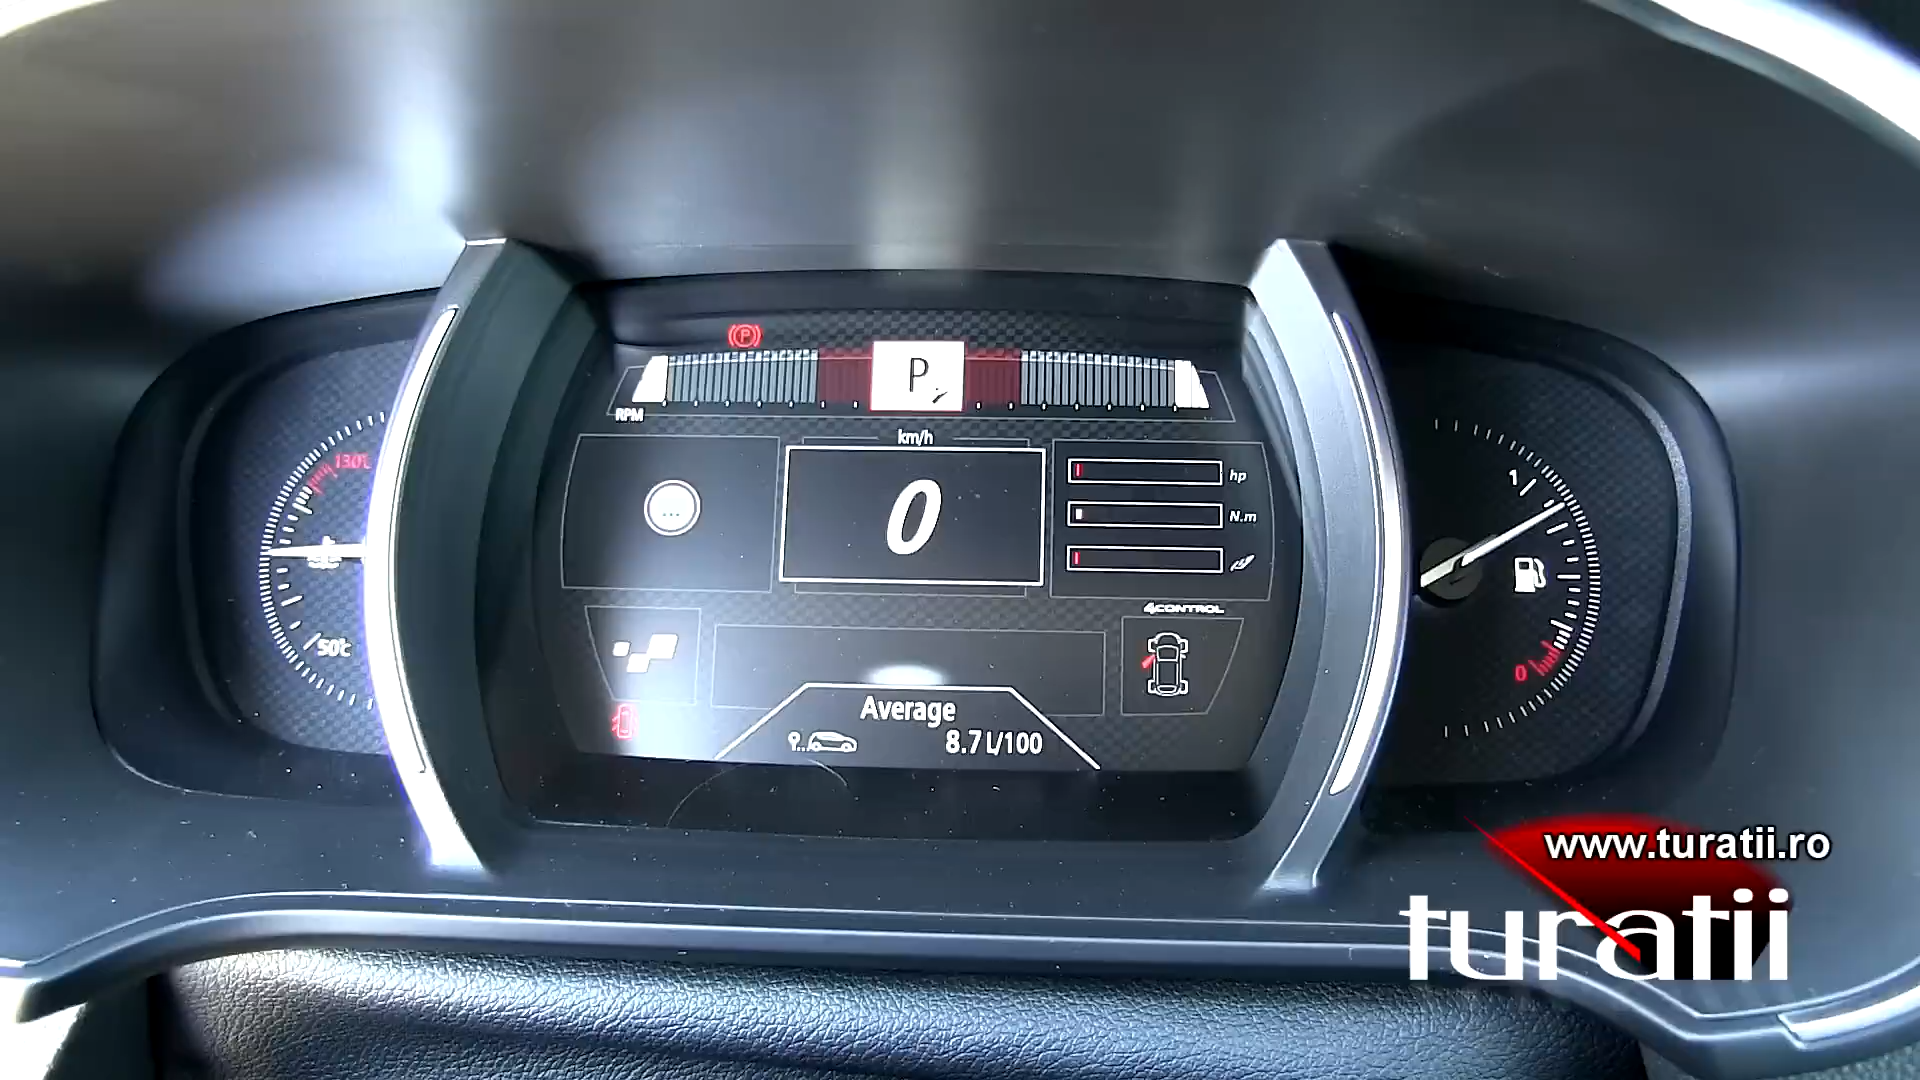 P
P
RPM
km/h
130℃
0
...
hp
N.m
1
50℃
4CONTROL
0
Average
8.7 L/100
www.turatii.ro
turatii